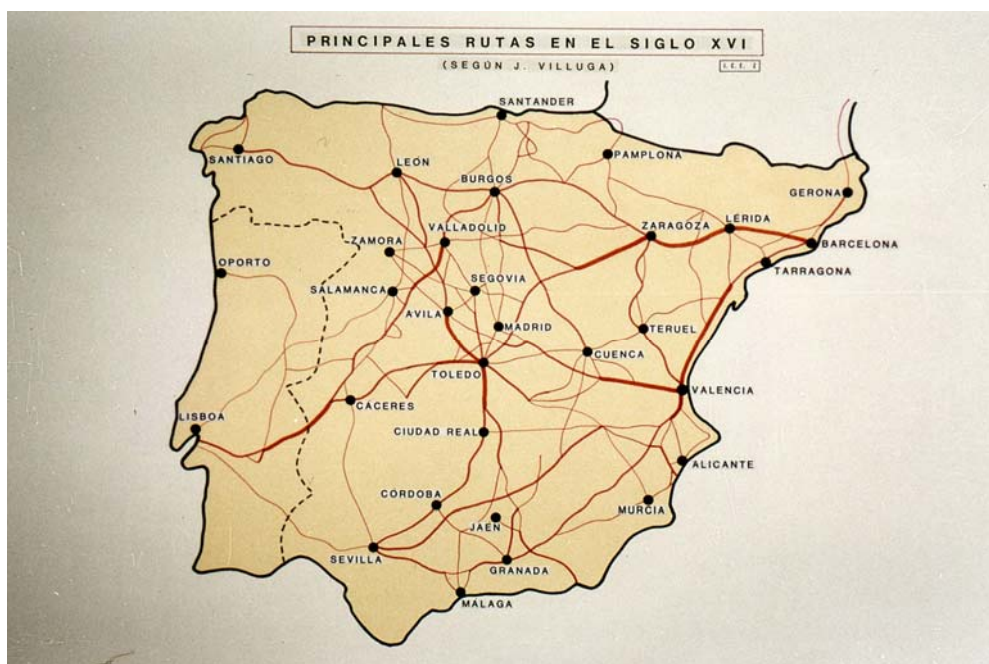 PRINCIPALES RUTAS EN EL SIGLO XVI
(SEGÚN J. VILLUGA)
SANTANDER
SANTIAGO
LEÓN
PAMPLONA
BURGOS
GERONA
ZAMORA
VALLADOLID
ZARAGOZA
LÉRIDA
BARCELONA
OPORTO
TARRAGONA
SALAMANCA
SEGOVIA
AVILA
MADRID
TERUEL
CUENCA
TOLEDO
VALENCIA
CÁCERES
LISBOA
CIUDAD REAL
ALICANTE
CÓRDOBA
MURCIA
JAÉN
SEVILLA
GRANADA
MÁLAGA